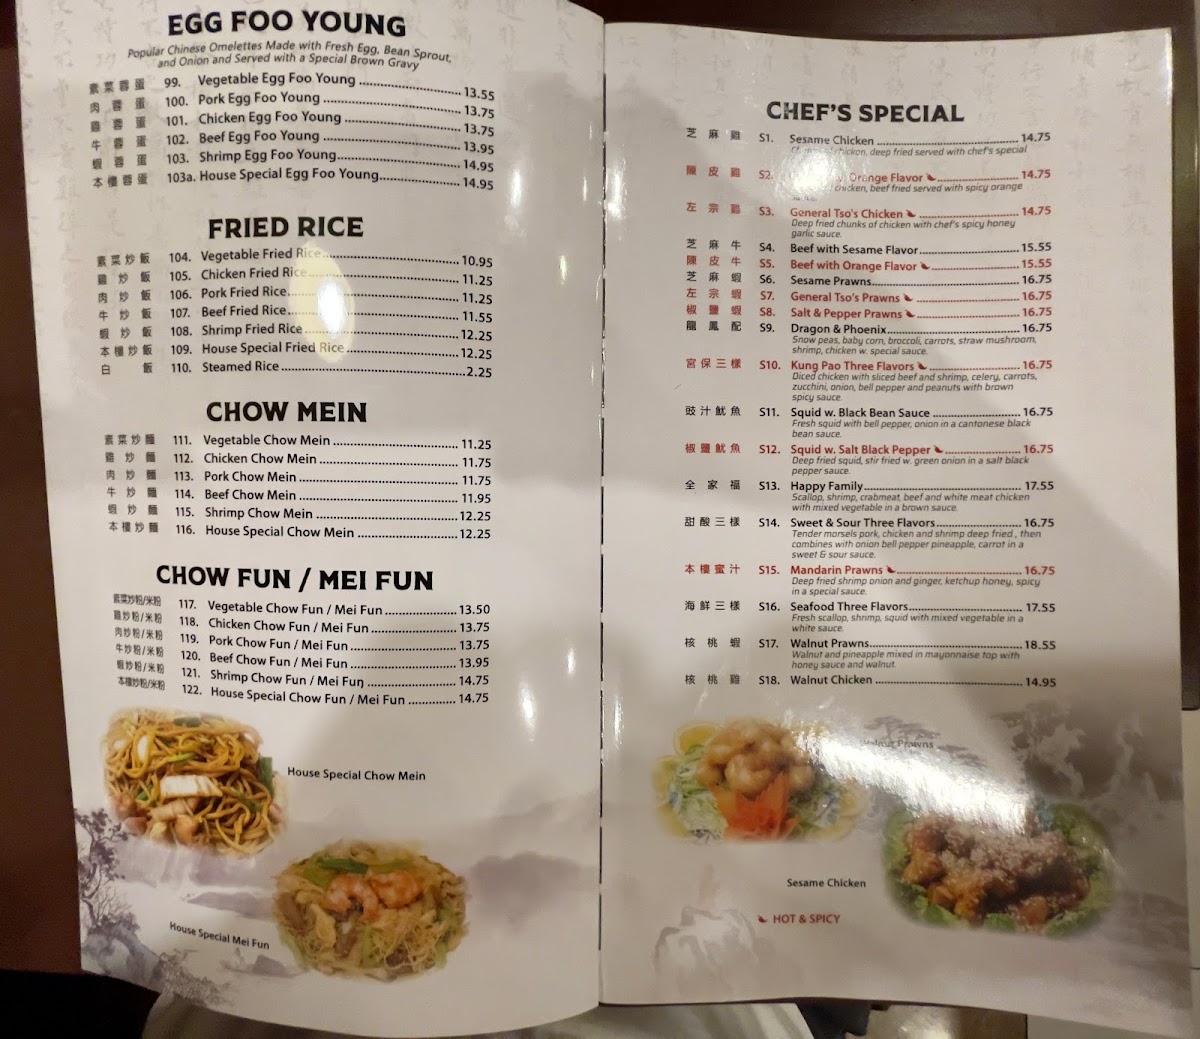 EGG FOO YOUNG
Popular Chinese Omelettes Made with Fresh Egg, Bean Sprout,
and Onion and Served with a Special Brown Gravy
素菜蓉蛋 99. Vegetable Egg Foo Young 13.55
肉蓉蛋 100. Pork Egg Foo Young 13.75
雞蓉蛋 101. Chicken Egg Foo Young 13.75
牛蓉蛋 102. Beef Egg Foo Young 13.95
蝦蓉蛋 103. Shrimp Egg Foo Young 14.95
本樓蓉蛋 103a. House Special Egg Foo Young 14.95
FRIED RICE
素菜炒飯 104. Vegetable Fried Rice 10.95
雞炒飯 105. Chicken Fried Rice 11.25
肉炒飯 106. Pork Fried Rice 11.25
牛炒飯 107. Beef Fried Rice 11.55
蝦炒飯 108. Shrimp Fried Rice 12.25
本樓炒飯 109. House Special Fried Rice 12.25
白飯 110. Steamed Rice 2.25
CHOW MEIN
素菜炒麵 111. Vegetable Chow Mein 11.25
雞炒麵 112. Chicken Chow Mein 11.75
肉炒麵 113. Pork Chow Mein 11.75
牛炒麵 114. Beef Chow Mein 11.95
蝦炒麵 115. Shrimp Chow Mein 12.25
本樓炒麵 116. House Special Chow Mein 12.25
CHOW FUN / MEI FUN
素菜炒粉/米粉 117. Vegetable Chow Fun / Mei Fun 13.50
雞炒粉/米粉 118. Chicken Chow Fun / Mei Fun 13.75
肉炒粉/米粉 119. Pork Chow Fun / Mei Fun 13.75
牛炒粉/米粉 120. Beef Chow Fun / Mei Fun 13.95
蝦炒粉/米粉 121. Shrimp Chow Fun / Mei Fun 14.75
本樓炒粉/米粉 122. House Special Chow Fun / Mei Fun 14.75
House Special Chow Mein
House Special Mei Fun
CHEF'S SPECIAL
芝麻雞 S1. Sesame Chicken 14.75
chicken, deep fried served with chef's special
陳皮雞 S2. Orange Flavor 14.75
chicken, beef fried served with spicy orange
左宗雞 S3. General Tso's Chicken 14.75
Deep fried chunks of chicken with chef's spicy honey
garlic sauce.
芝麻牛 S4. Beef with Sesame Flavor 15.55
陳皮牛 S5. Beef with Orange Flavor 15.55
芝麻蝦 S6. Sesame Prawns 16.75
左宗蝦 S7. General Tso's Prawns 16.75
椒鹽蝦 S8. Salt & Pepper Prawns 16.75
龍鳳配 S9. Dragon & Phoenix 16.75
Snow peas, baby corn, broccoli, carrots, straw mushroom,
shrimp, chicken w. special sauce.
宮保三樣 S10. Kung Pao Three Flavors 16.75
Diced chicken with sliced beef and shrimp, celery, carrots,
zucchini, onion, bell pepper and peanuts with brown
spicy sauce.
豉汁魷魚 S11. Squid w. Black Bean Sauce 16.75
Fresh squid with bell pepper, onion in a cantonese black
bean sauce.
椒鹽魷魚 S12. Squid w. Salt Black Pepper 16.75
Deep fried squid, stir fried w. green onion in a salt black
pepper sauce.
全家福 S13. Happy Family 17.55
Scallop, shrimp, crabmeat, beef and white meat chicken
with mixed vegetable in a brown sauce.
甜酸三樣 S14. Sweet & Sour Three Flavors 16.75
Tender morsels pork, chicken and shrimp deep fried , then
combines with onion bell pepper pineapple, carrot in a
sweet & sour sauce.
本樓蜜汁 S15. Mandarin Prawns 16.75
Deep fried shrimp onion and ginger, ketchup honey, spicy
in a special sauce.
海鮮三樣 S16. Seafood Three Flavors 17.55
Fresh scallop, shrimp, squid with mixed vegetable in a
white sauce.
核桃蝦 S17. Walnut Prawns 18.55
Walnut and pineapple mixed in mayonnaise top with
honey sauce and walnut.
核桃雞 S18. Walnut Chicken 14.95
Walnut Prawns
Sesame Chicken
HOT & SPICY